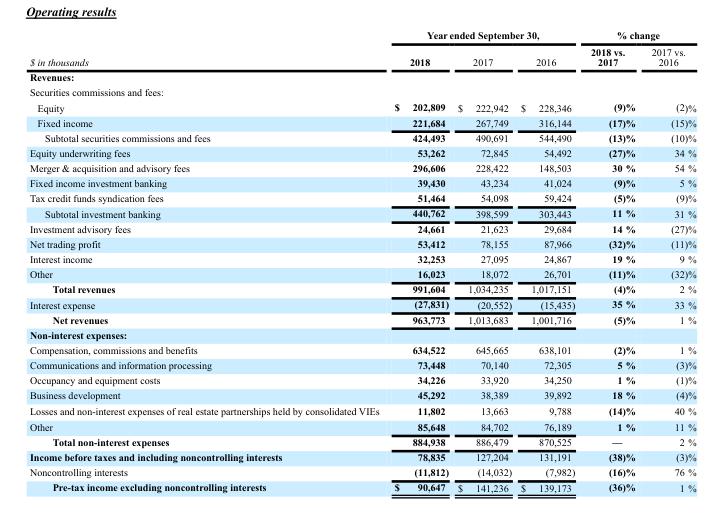 Operating results
Year ended September 30, % change
$ in thousands 2018 2017 2016 2018 vs. 2017 2017 vs. 2016
Revenues:
Securities commissions and fees:
Equity $ 202,809 $ 222,942 $ 228,346 (9)% (2)%
Fixed income 221,684 267,749 316,144 (17)% (15)%
Subtotal securities commissions and fees 424,493 490,691 544,490 (13)% (10)%
Equity underwriting fees 53,262 72,845 54,492 (27)% 34 %
Merger & acquisition and advisory fees 296,606 228,422 148,503 30 % 54 %
Fixed income investment banking 39,430 43,234 41,024 (9)% 5 %
Tax credit funds syndication fees 51,464 54,098 59,424 (5)% (9)%
Subtotal investment banking 440,762 398,599 303,443 11 % 31 %
Investment advisory fees 24,661 21,623 29,684 14 % (27)%
Net trading profit 53,412 78,155 87,966 (32)% (11)%
Interest income 32,253 27,095 24,867 19 % 9 %
Other 16,023 18,072 26,701 (11)% (32)%
Total revenues 991,604 1,034,235 1,017,151 (4)% 2 %
Interest expense (27,831) (20,552) (15,435) 35 % 33 %
Net revenues 963,773 1,013,683 1,001,716 (5)% 1 %
Non-interest expenses:
Compensation, commissions and benefits 634,522 645,665 638,101 (2)% 1 %
Communications and information processing 73,448 70,140 72,305 5 % (3)%
Occupancy and equipment costs 34,226 33,920 34,250 1 % (1)%
Business development 45,292 38,389 39,892 18 % (4)%
Losses and non-interest expenses of real estate partnerships held by consolidated VIEs 11,802 13,663 9,788 (14)% 40 %
Other 85,648 84,702 76,189 1 % 11 %
Total non-interest expenses 884,938 886,479 870,525 — 2 %
Income before taxes and including noncontrolling interests 78,835 127,204 131,191 (38)% (3)%
Noncontrolling interests (11,812) (14,032) (7,982) (16)% 76 %
Pre-tax income excluding noncontrolling interests $ 90,647 $ 141,236 $ 139,173 (36)% 1 %